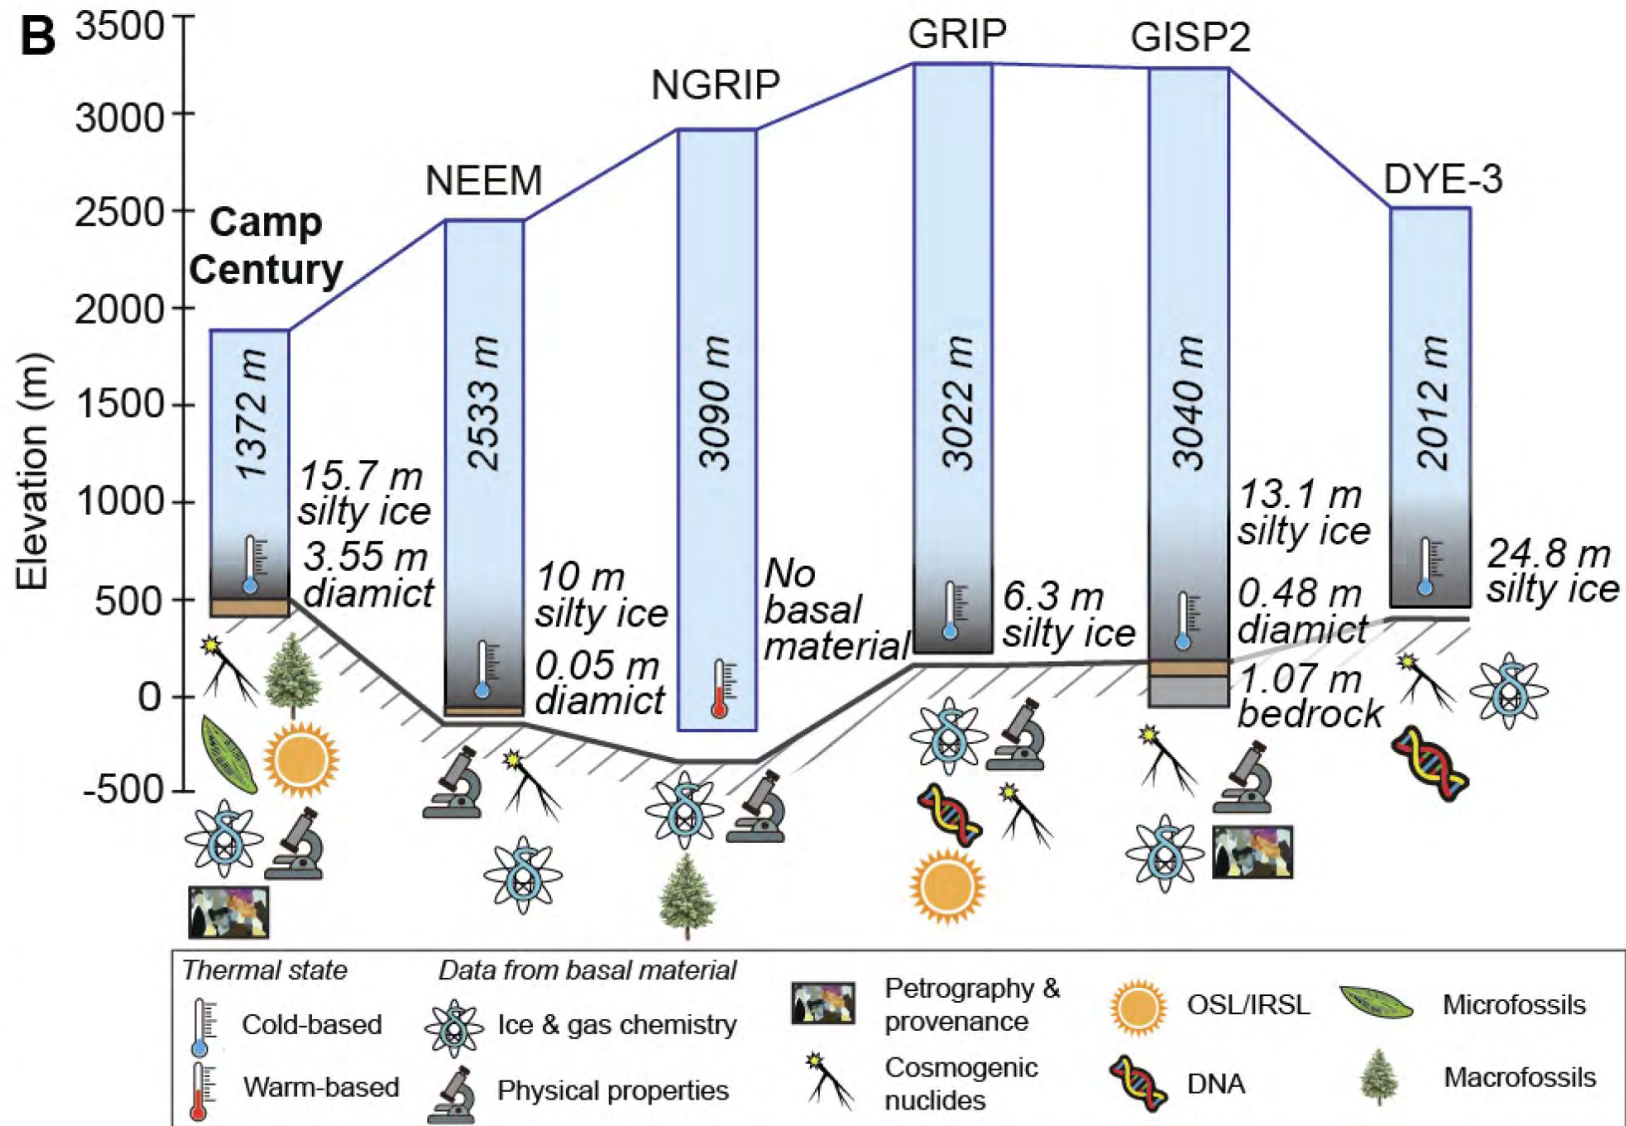 B
3500
3000
2500
2000
1500
1000
500
0
-500
Elevation (m)
Camp
Century
1372 m
15.7 m
silty ice
3.55 m
diamict
NEEM
2533 m
10 m
silty ice
0.05 m
diamict
NGRIP
3090 m
No
basal
material
GRIP
3022 m
6.3 m
silty ice
GISP2
3040 m
13.1 m
silty ice
0.48 m
diamict
1.07 m
bedrock
DYE-3
2012 m
24.8 m
silty ice
Thermal state
Cold-based
Warm-based
Data from basal material
Ice & gas chemistry
Physical properties
Petrography &
provenance
Cosmogenic
nuclides
OSL/IRSL
DNA
Microfossils
Macrofossils